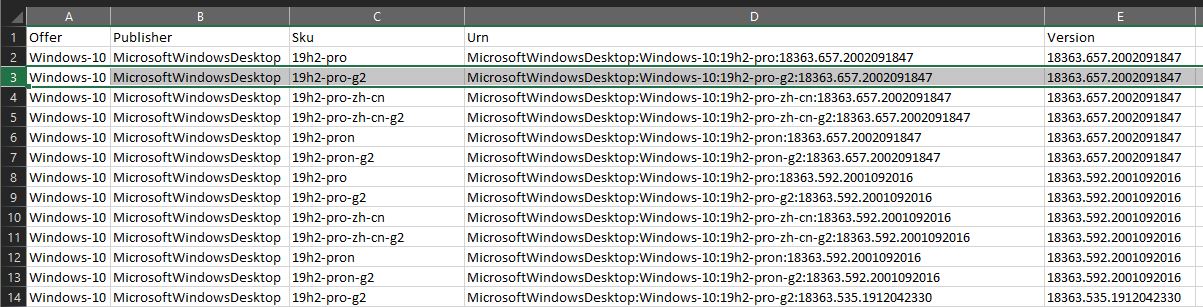 A B C D E
1 Offer Publisher Sku Urn Version
2 Windows-10 MicrosoftWindowsDesktop 19h2-pro MicrosoftWindowsDesktop:Windows-10:19h2-pro:18363.657.2002091847 18363.657.2002091847
3 Windows-10 MicrosoftWindowsDesktop 19h2-pro-g2 MicrosoftWindowsDesktop:Windows-10:19h2-pro-g2:18363.657.2002091847 18363.657.2002091847
4 Windows-10 MicrosoftWindowsDesktop 19h2-pro-zh-cn MicrosoftWindowsDesktop:Windows-10:19h2-pro-zh-cn:18363.657.2002091847 18363.657.2002091847
5 Windows-10 MicrosoftWindowsDesktop 19h2-pro-zh-cn-g2 MicrosoftWindowsDesktop:Windows-10:19h2-pro-zh-cn-g2:18363.657.2002091847 18363.657.2002091847
6 Windows-10 MicrosoftWindowsDesktop 19h2-pron MicrosoftWindowsDesktop:Windows-10:19h2-pron:18363.657.2002091847 18363.657.2002091847
7 Windows-10 MicrosoftWindowsDesktop 19h2-pron-g2 MicrosoftWindowsDesktop:Windows-10:19h2-pron-g2:18363.657.2002091847 18363.657.2002091847
8 Windows-10 MicrosoftWindowsDesktop 19h2-pro MicrosoftWindowsDesktop:Windows-10:19h2-pro:18363.592.2001092016 18363.592.2001092016
9 Windows-10 MicrosoftWindowsDesktop 19h2-pro-g2 MicrosoftWindowsDesktop:Windows-10:19h2-pro-g2:18363.592.2001092016 18363.592.2001092016
10 Windows-10 MicrosoftWindowsDesktop 19h2-pro-zh-cn MicrosoftWindowsDesktop:Windows-10:19h2-pro-zh-cn:18363.592.2001092016 18363.592.2001092016
11 Windows-10 MicrosoftWindowsDesktop 19h2-pro-zh-cn-g2 MicrosoftWindowsDesktop:Windows-10:19h2-pro-zh-cn-g2:18363.592.2001092016 18363.592.2001092016
12 Windows-10 MicrosoftWindowsDesktop 19h2-pron MicrosoftWindowsDesktop:Windows-10:19h2-pron:18363.592.2001092016 18363.592.2001092016
13 Windows-10 MicrosoftWindowsDesktop 19h2-pron-g2 MicrosoftWindowsDesktop:Windows-10:19h2-pron-g2:18363.592.2001092016 18363.592.2001092016
14 Windows-10 MicrosoftWindowsDesktop 19h2-pro-g2 MicrosoftWindowsDesktop:Windows-10:19h2-pro-g2:18363.535.1912042330 18363.535.1912042330